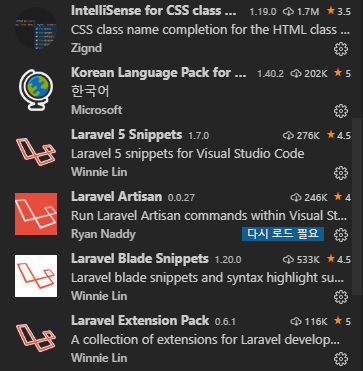 IntelliSense for CSS class ... 1.19.0 1.7M ★ 3.5
CSS class name completion for the HTML class ...
Zignd
Korean Language Pack for ... 1.40.2 202K ★ 5
한국어
Microsoft
Laravel 5 Snippets 1.7.0 276K ★ 4.5
Laravel 5 snippets for Visual Studio Code
Winnie Lin
Laravel Artisan 0.0.27 246K ★ 4
Run Laravel Artisan commands within Visual St...
Ryan Naddy 다시 로드 필요
Laravel Blade Snippets 1.20.0 533K ★ 4.5
Laravel blade snippets and syntax highlight su...
Winnie Lin
Laravel Extension Pack 0.6.1 116K ★ 5
A collection of extensions for Laravel develop...
Winnie Lin